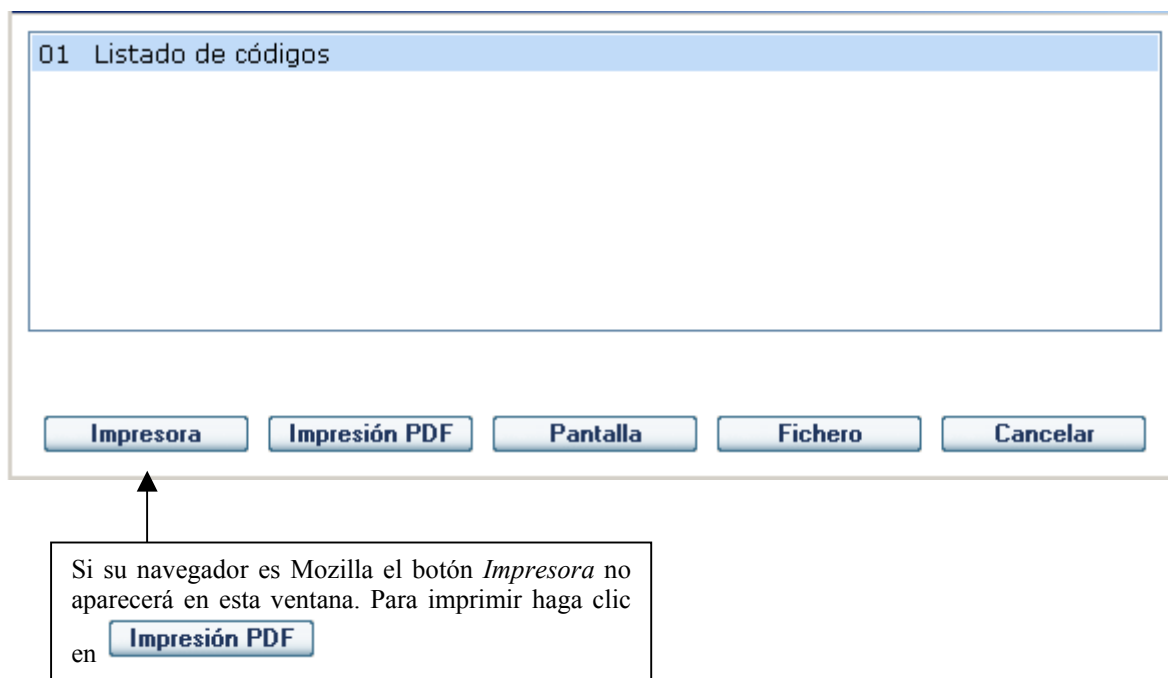 01 Listado de códigos
Impresora Impresión PDF Pantalla Fichero Cancelar
Si su navegador es Mozilla el botón Impresora no
aparecerá en esta ventana. Para imprimir haga clic
en Impresión PDF